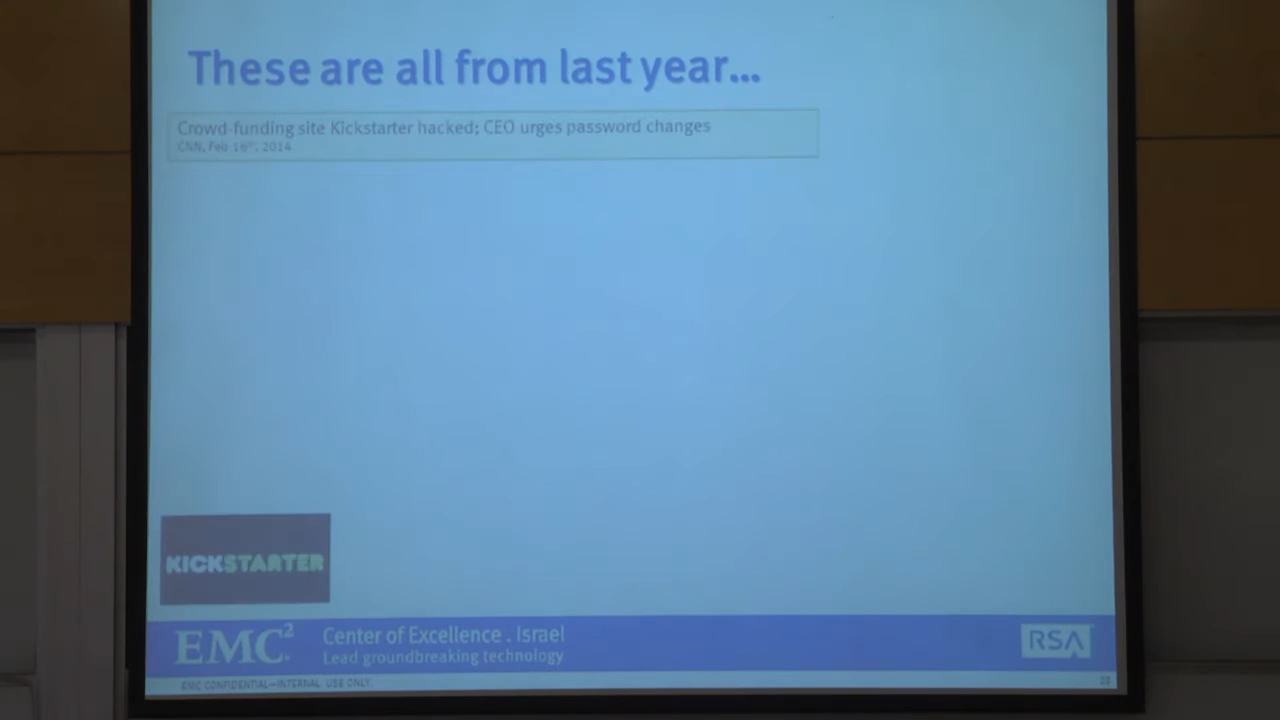 These are all from last year...
Crowd-funding site Kickstarter hacked; CEO urges password changes
CNN, Feb 16th, 2014
KICKSTARTER
EMC²
Center of Excellence . Israel
Lead groundbreaking technology
RSA
EMC CONFIDENTIAL—INTERNAL USE ONLY.